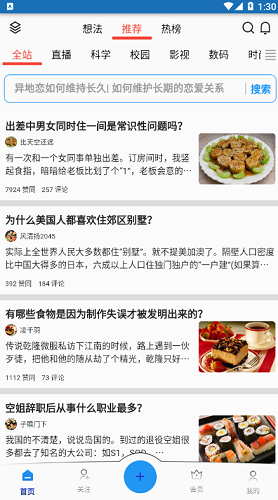 1:30
想法 推荐 热榜
全站 直播 科学 校园 影视 数码
异地恋如何维持长久| 如何维护长期的恋爱关系 搜索
出差中男女同时住一间是常识性问题吗？
比天空还远
有一次和一个女同事单独出差。订房间时，我竖
起食指，暗暗给老板比划了个“1”，老板会意的…
7924 赞同 257 评论
为什么美国人都喜欢住郊区别墅？
风清扬2045
实际上全世界人民大多数都住“别墅”。就不提美加澳了。隔壁人口密度
比中国大得多的日本，六成以上人口住独门独户的“一户建”(如果算…
392 赞同 184 评论
有哪些食物是因为制作失误才被发明出来的？
凌千羽
传说乾隆微服私访下江南的时候，路上遇到一伙
歹徒，把他和他的随从劫了个精光，乾隆只好…
1112 赞同 73 评论
空姐辞职后从事什么职业最多？
子瞻门下
我国的不清楚，说说岛国的。到过的退役空姐很
多都去了知名的大公司：如S1，SOD
首页 关注 会员 我的